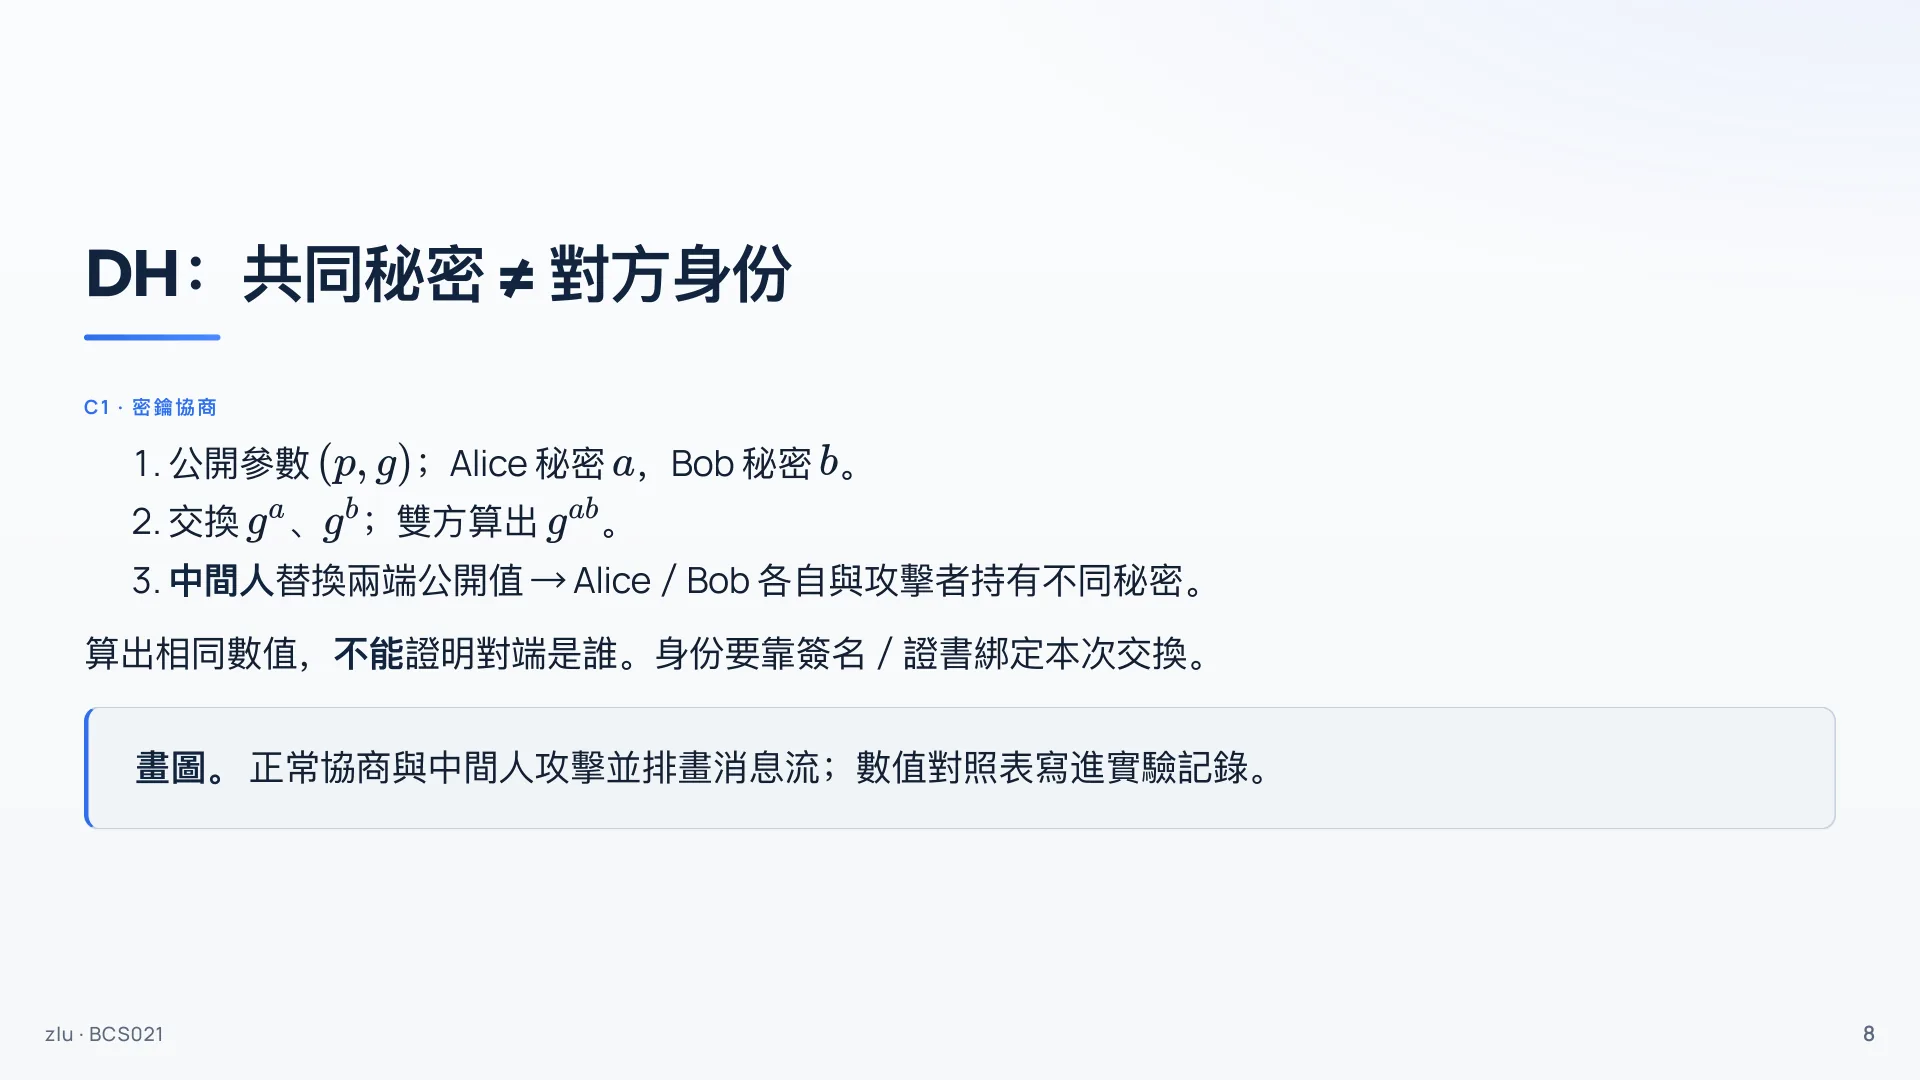 DH：共同秘密 ≠ 對方身份
C1 · 密鑰協商
1. 公開參數 $(p, g)$；Alice 秘密 $a$，Bob 秘密 $b$。
2. 交換 $g^a$、$g^b$；雙方算出 $g^{ab}$。
3. 中間人替換兩端公開值 → Alice / Bob 各自與攻擊者持有不同秘密。
算出相同數值，不能證明對端是誰。身份要靠簽名 / 證書綁定本次交換。
畫圖。 正常協商與中間人攻擊並排畫消息流；數值對照表寫進實驗記錄。
zlu · BCS021
8